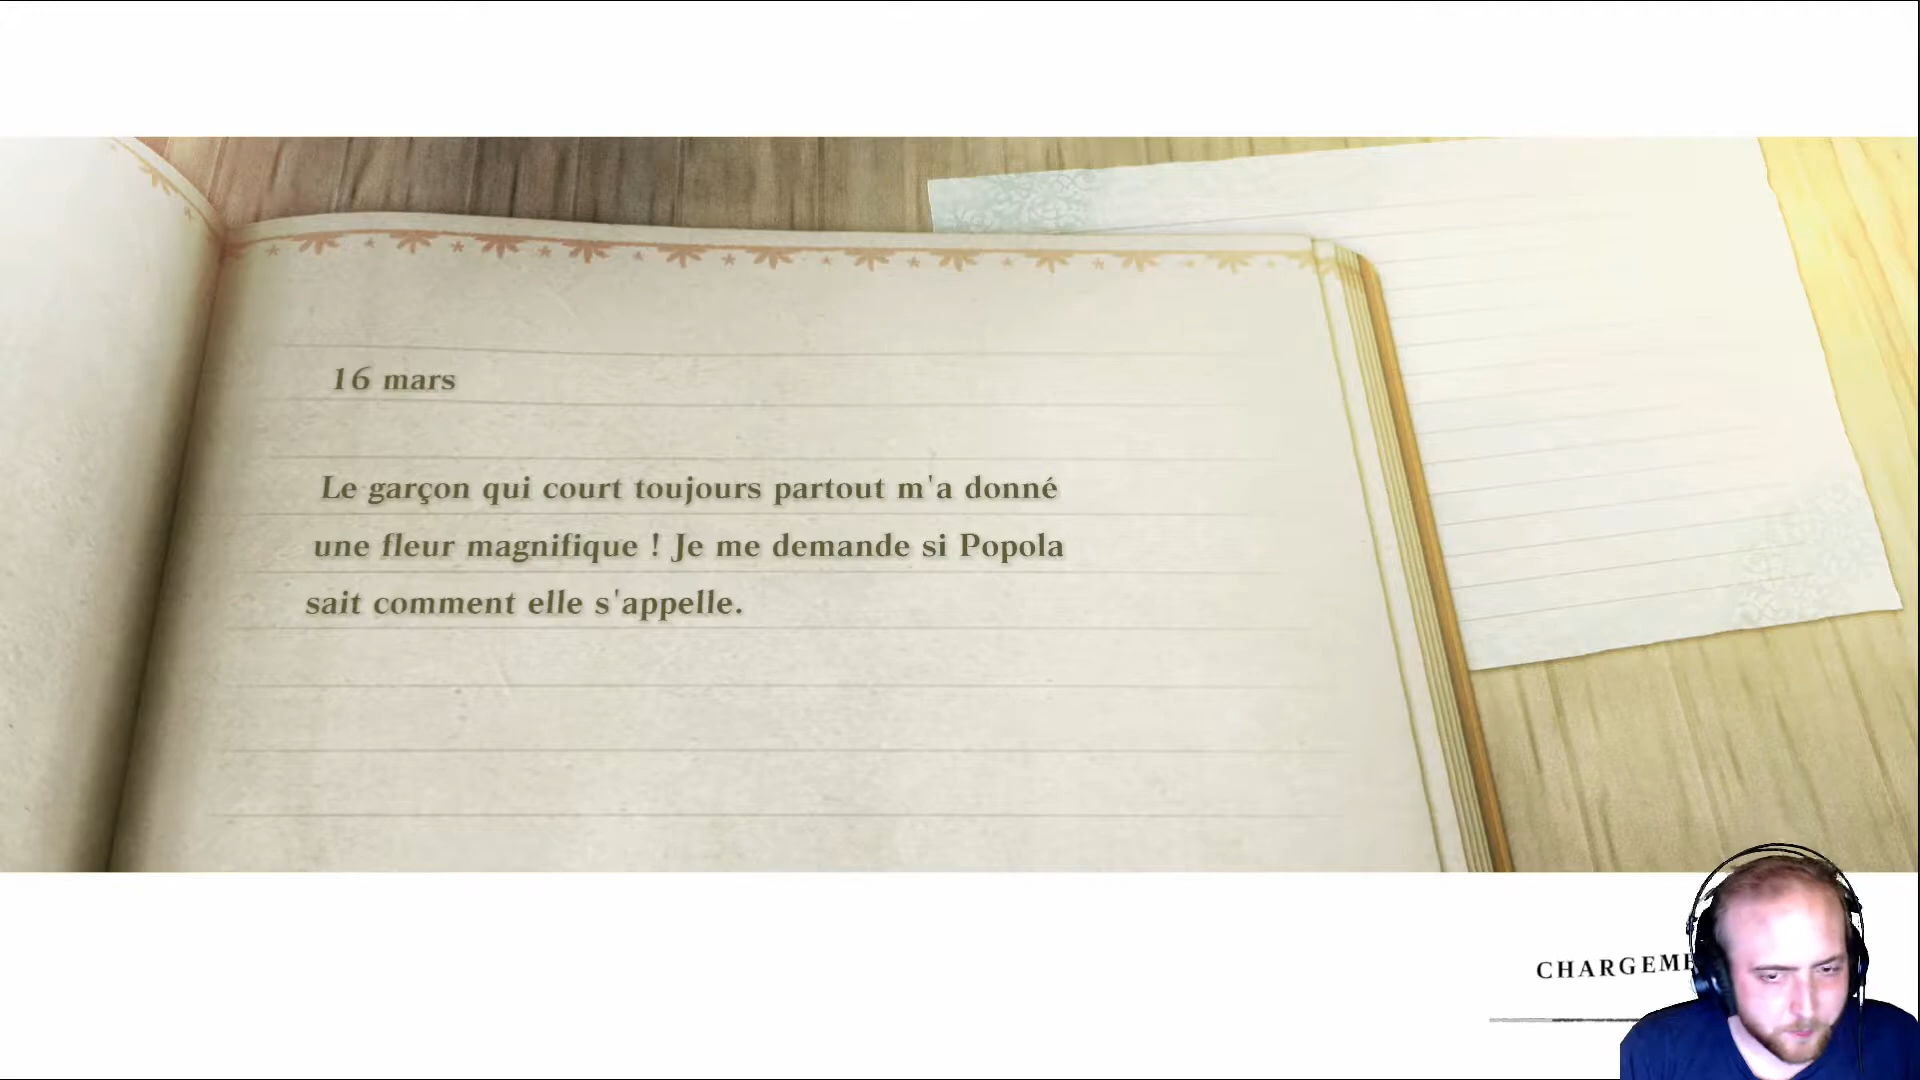 16 mars
Le garçon qui court toujours partout m'a donné
une fleur magnifique ! Je me demande si Popola
sait comment elle s'appelle.